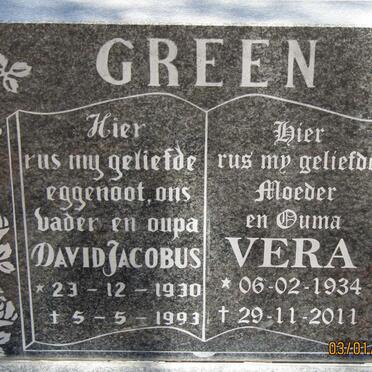 GREEN
Hier
rus my geliefde
eggenoot, ons
vader en oupa
DAVID JACOBUS
* 23-12-1930
† 5-5-1993
Hier
rus my geliefde
Moeder
en Ouma
VERA
* 06-02-1934
† 29-11-2011
03/01/